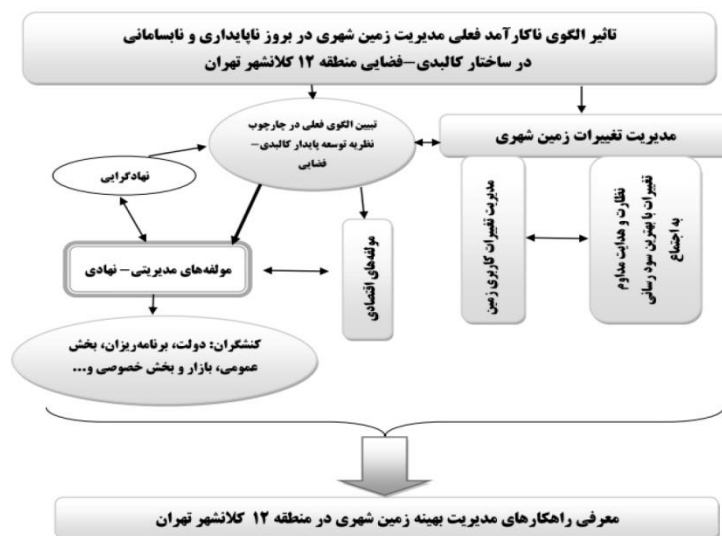 تاثیر الگوی ناکارآمد فعلی مدیریت زمین شهری در بروز ناپایداری و نابسامانی
در ساختار کالبدی-فضایی منطقه ۱۲ کلانشهر تهران
تبیین الگوی فعلی در چارچوب
نظریه توسعه پایدار کالبدی-
فضایی
مدیریت تغییرات زمین شهری
نهادگرایی
مدیریت تغییرات کاربری زمین
نظارت و هدایت مداوم
تغییرات با بهترین سود رسانی
به اجتماع
مولفه‌های اقتصادی
مولفه‌های مدیریتی- نهادی
کنشگران: دولت، برنامه‌ریزان، بخش
عمومی، بازار و بخش خصوصی و...
معرفی راهکارهای مدیریت بهینه زمین شهری در منطقه ۱۲ کلانشهر تهران